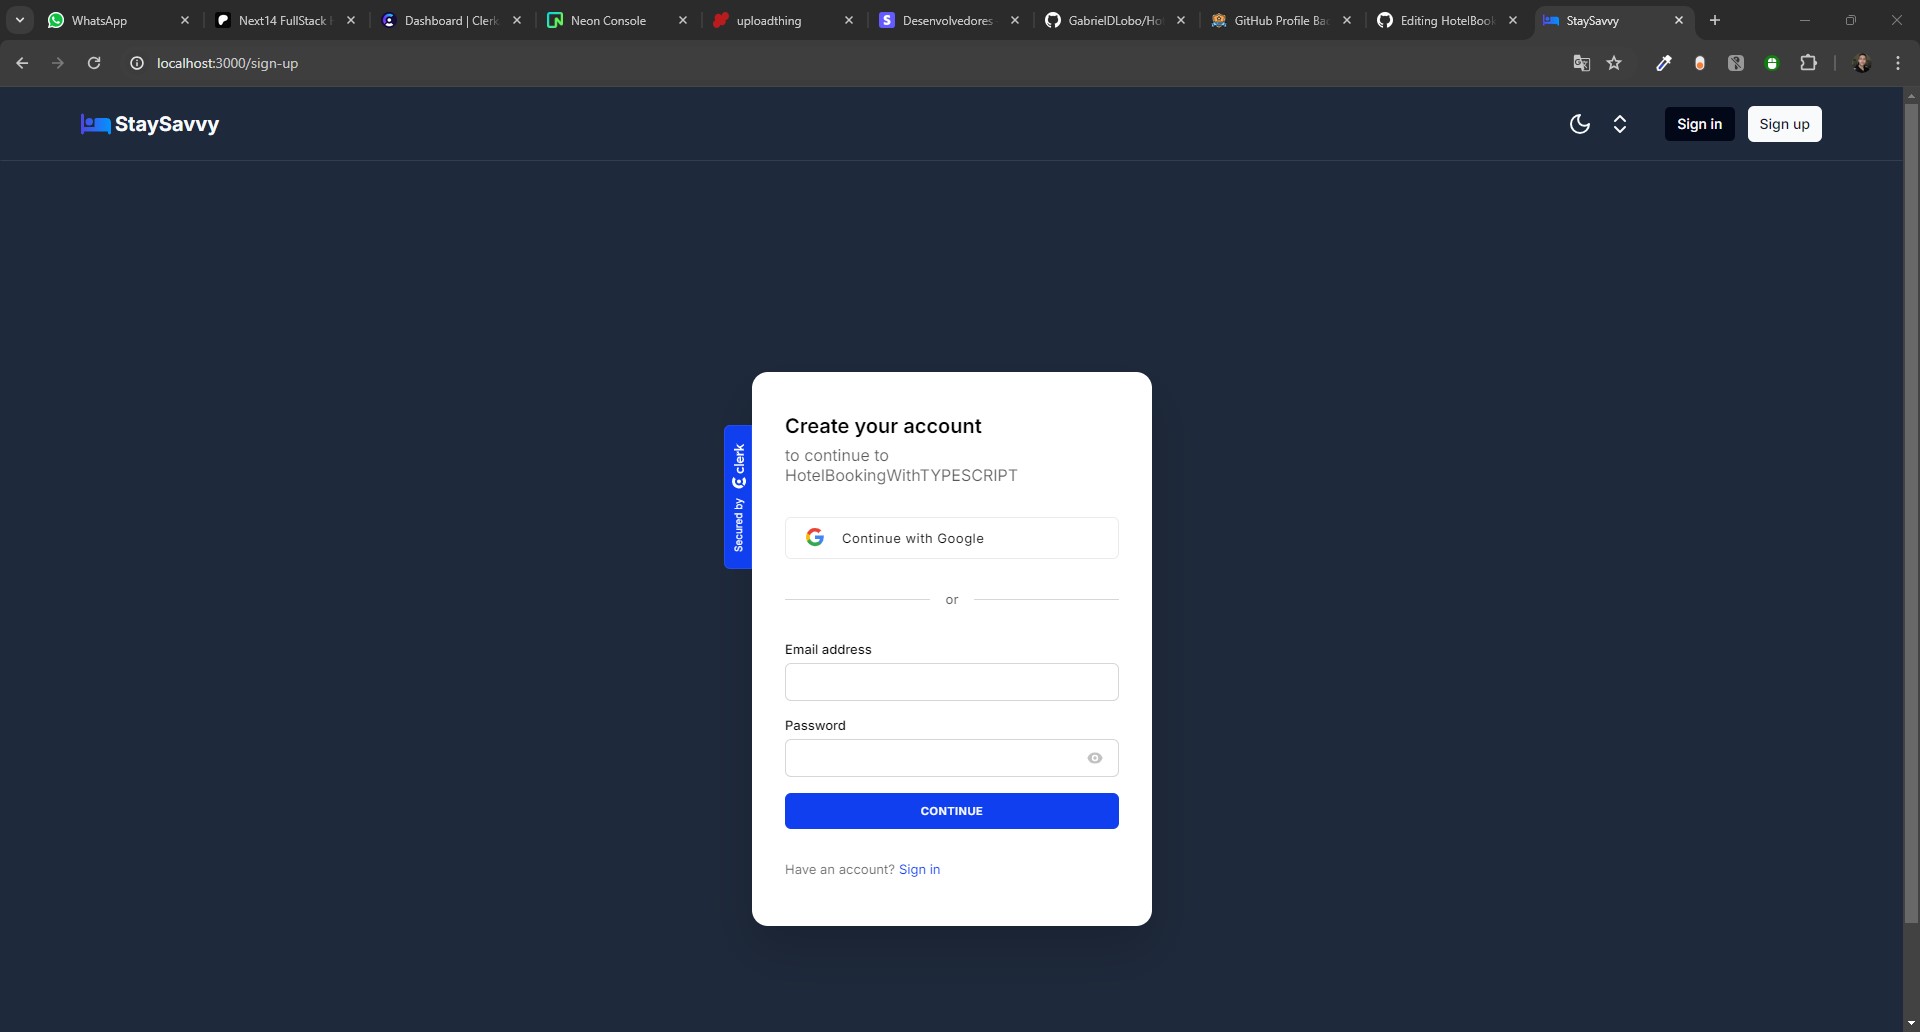 WhatsApp
Next14 FullStack
Dashboard | Clerk
Neon Console
uploadthing
Desenvolvedores
GabrielDLobo/Ho
GitHub Profile Ba
Editing HotelBook
StaySavvy
localhost:3000/sign-up
StaySavvy
Sign in
Sign up
Create your account
to continue to
HotelBookingWithTYPESCRIPT
Secured by clerk
Continue with Google
or
Email address
Password
CONTINUE
Have an account? Sign in